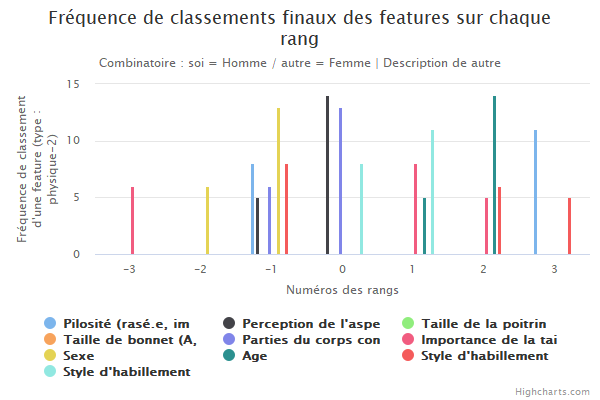 Fréquence de classements finaux des features sur chaque
rang
Combinatoire : soi = Homme / autre = Femme | Description de autre
Fréquence de classement
d'une feature (type :
physique-2)
15
10
5
0
-3 -2 -1 0 1 2 3
Numéros des rangs
Pilosité (rasé.e, im Perception de l'aspe Taille de la poitrin
Taille de bonnet (A, Parties du corps con Importance de la tai
Sexe Age Style d'habillement
Style d'habillement
Highcharts.com